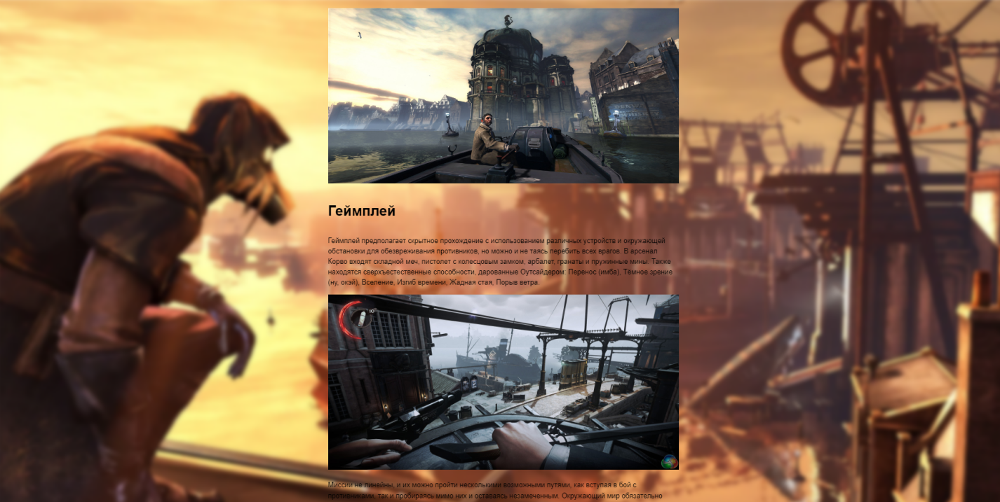 Геймплей
Геймплей предполагает скрытное прохождение с использованием различных устройств и окружающей
обстановки для обезвреживания противников, но можно и не таясь перебить всех врагов. В арсенал
Корво входят складной меч, пистолет с колесцовым замком, арбалет, гранаты и пружинные мины. Также
находятся сверхъестественные способности, дарованные Оутсайдером: Перенос (имба), Тёмное зрение
(ну, окэй), Вселение, Изгиб времени, Жадная стая, Порыв ветра.
10
Миссии не линейны, и их можно пройти несколькими возможными путями, как вступая в бой с
противниками, так и пробираясь мимо них и оставаясь незамеченным. Окружающий мир обязательно